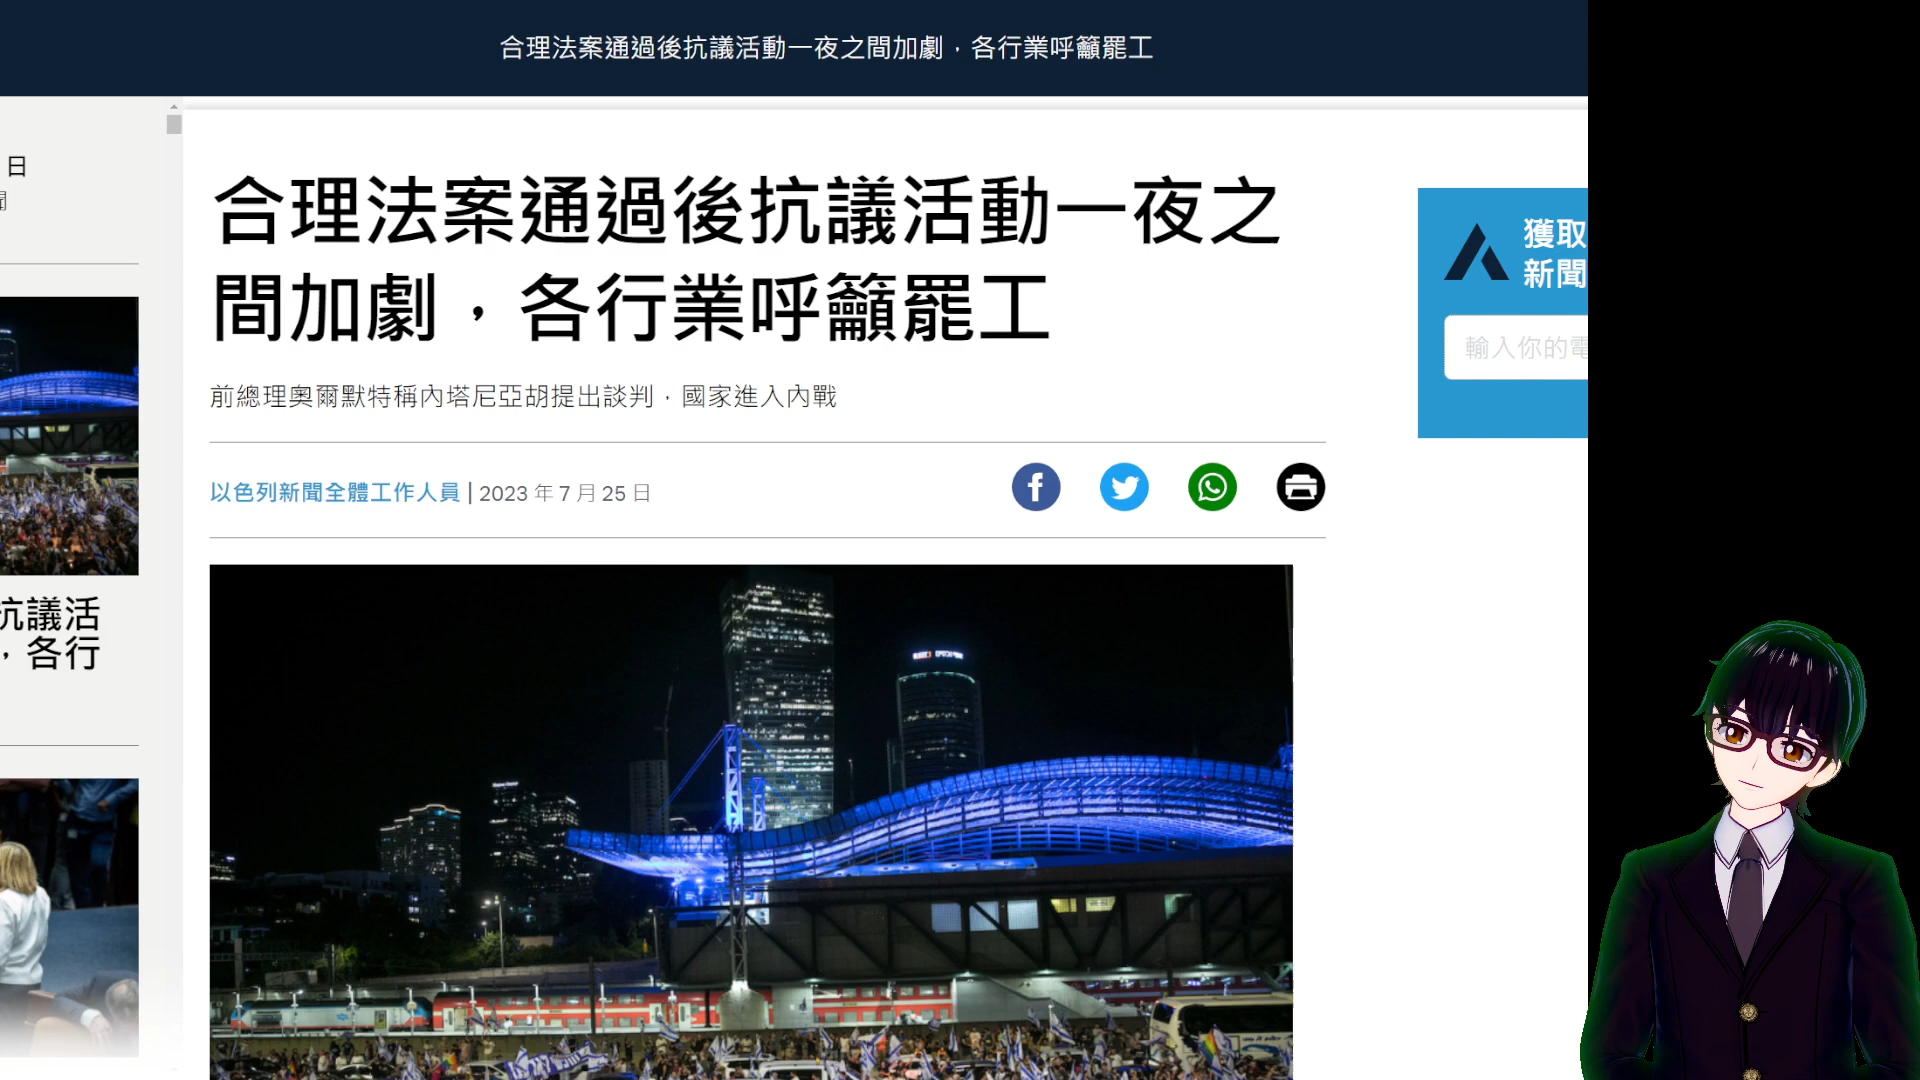 合理法案通過後抗議活動一夜之間加劇，各行業呼籲罷工
日
合理法案通過後抗議活動一夜之
間加劇，各行業呼籲罷工
前總理奧爾默特稱內塔尼亞胡提出談判，國家進入內戰
以色列新聞全體工作人員 | 2023 年 7 月 25 日
獲取
新聞
輸入你的電
抗議活
，各行